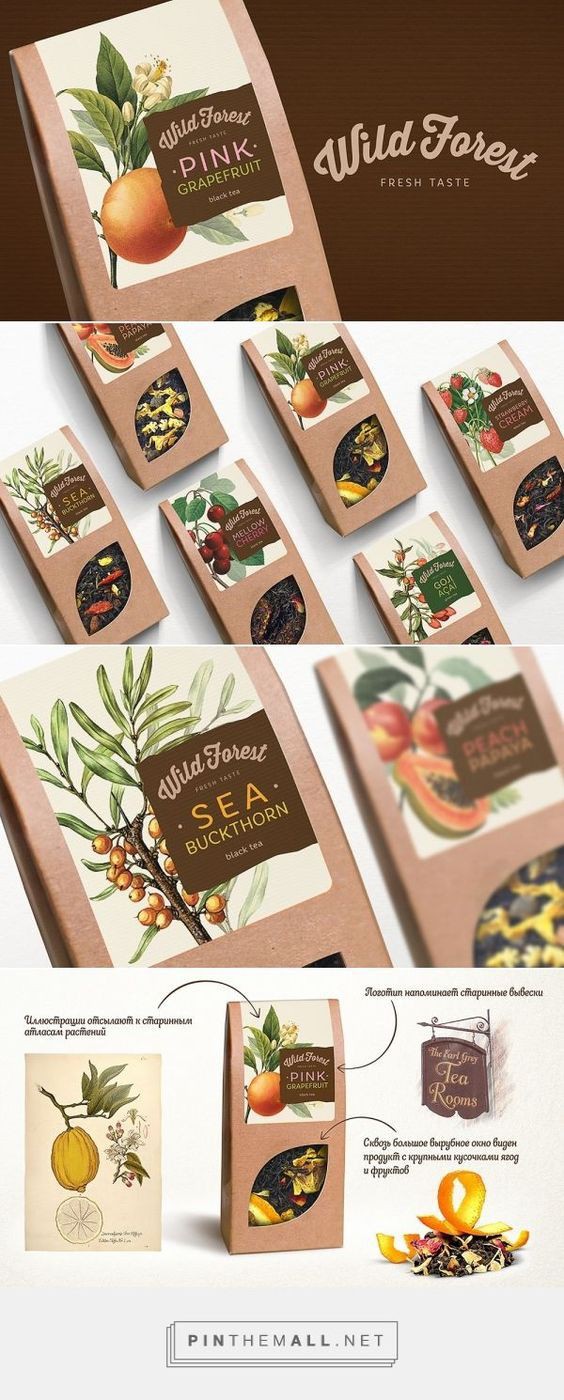 Wild Forest
FRESH TASTE
· PINK ·
GRAPEFRUIT
black tea
Wild Forest
FRESH TASTE
PEACH
PAPAYA
Wild Forest
· PINK ·
GRAPEFRUIT
Wild Forest
STRAWBERRY
CREAM
Wild Forest
· SEA ·
BUCKTHORN
Wild Forest
MELLOW
CHERRY
GOJI
AÇAI
Wild Forest
FRESH TASTE
· SEA ·
BUCKTHORN
black tea
Wild Forest
PEACH
PAPAYA
Иллюстрации отсылают к старинным
атласам растений
Логотип напоминает старинные вывески
Wild Forest
· PINK ·
GRAPEFRUIT
black tea
The Earl Grey
Tea
Rooms
Сквозь большое вырубное окно виден
продукт с крупными кусочками ягод
и фруктов
PINTHEMALL.NET